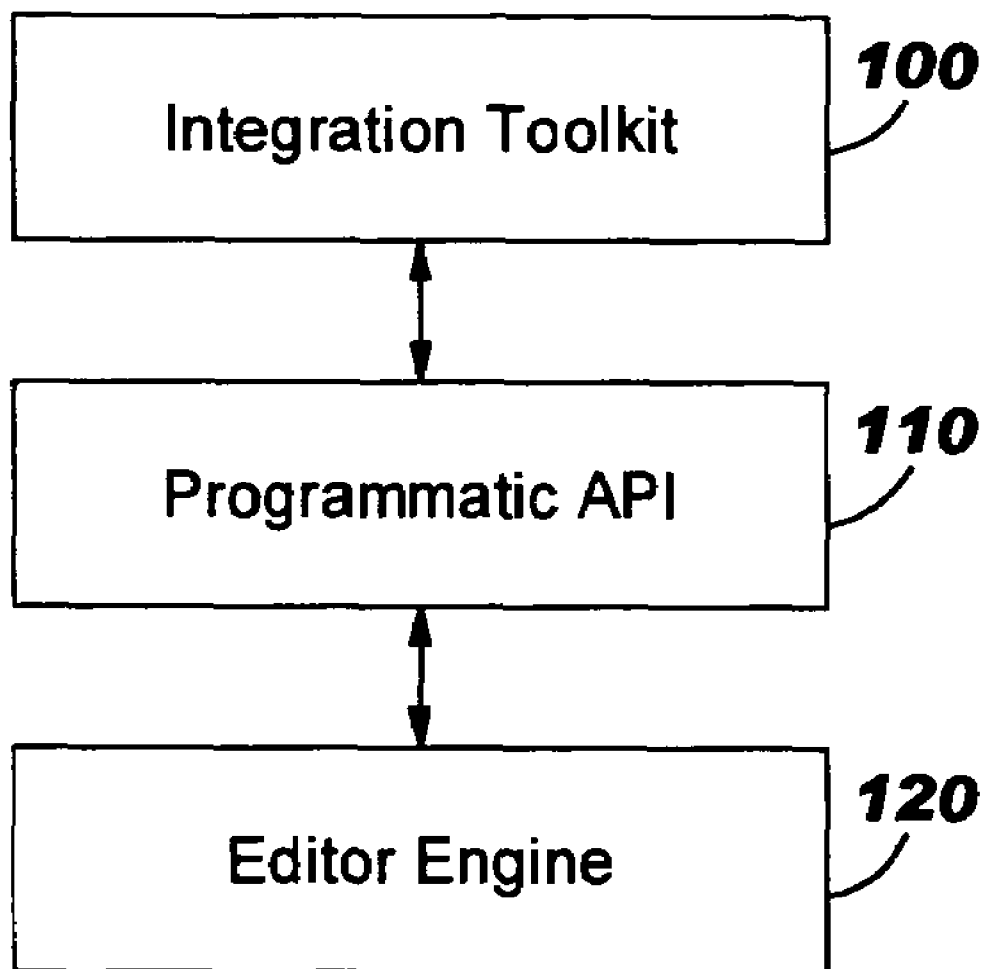 100
Integration Toolkit
110
Programmatic API
120
Editor Engine